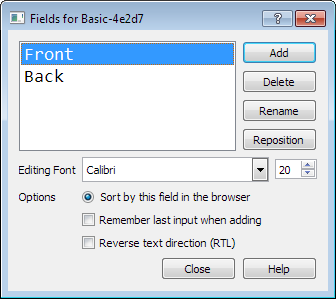 Fields for Basic-4e2d7
Front
Back
Add
Delete
Rename
Reposition
Editing Font Calibri 20
Options Sort by this field in the browser
Remember last input when adding
Reverse text direction (RTL)
Close Help